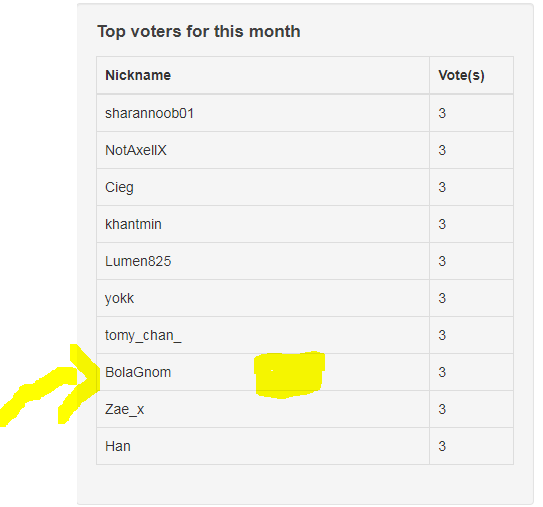 Top voters for this month
Nickname Vote(s)
sharannoob01 3
NotAxellX 3
Cieg 3
khantmin 3
Lumen825 3
yokk 3
tomy_chan_ 3
BolaGnom 3
Zae_x 3
Han 3